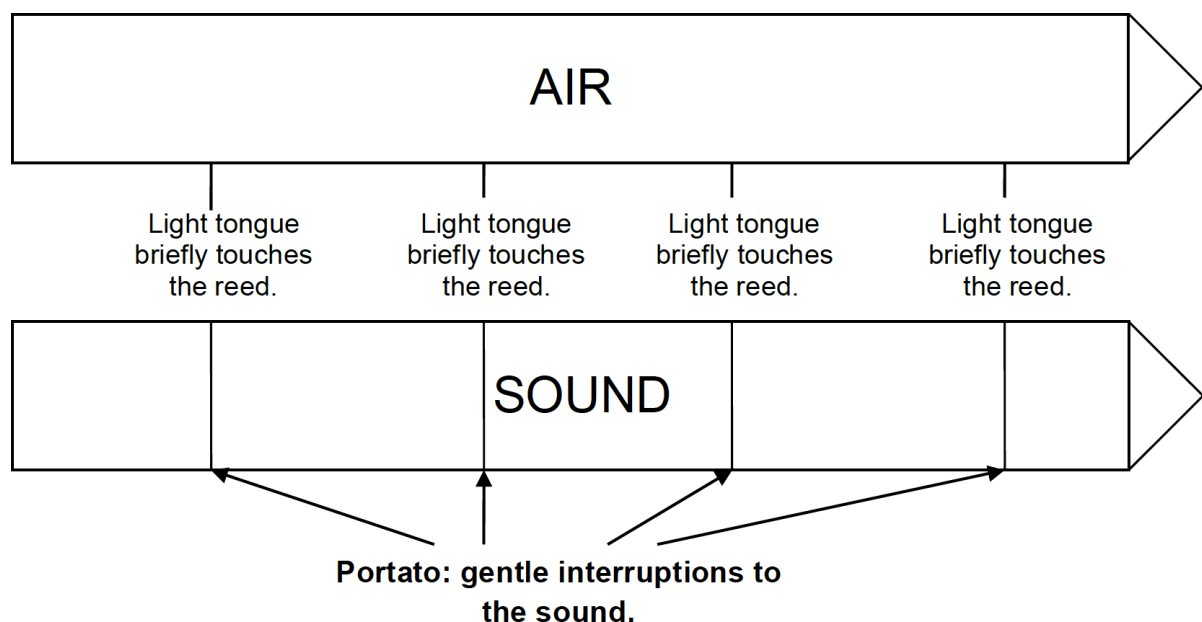 AIR
Light tongue
briefly touches
the reed.
Light tongue
briefly touches
the reed.
Light tongue
briefly touches
the reed.
Light tongue
briefly touches
the reed.
SOUND
Portato: gentle interruptions to
the sound.